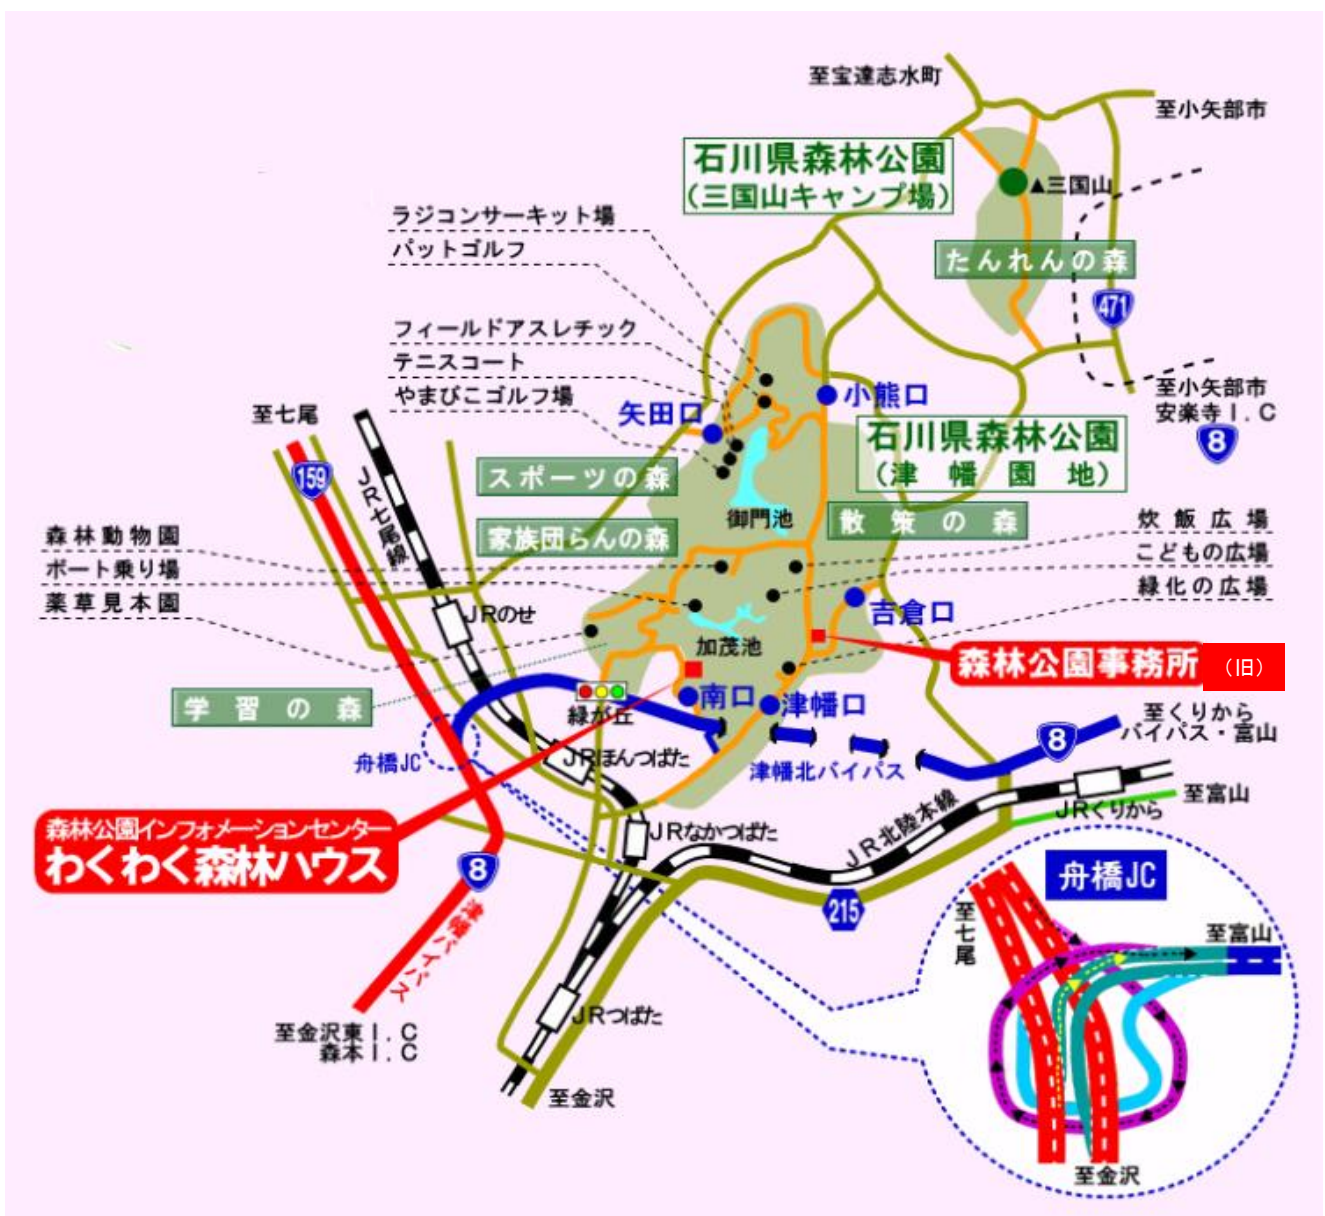 至宝達志水町
至小矢部市
石川県森林公園
(三国山キャンプ場)
▲三国山
ラジコンサーキット場
パットゴルフ
たんれんの森
471
フィールドアスレチック
テニスコート
やまびこゴルフ場
至小矢部市
安楽寺I.C
8
小熊口
矢田口
至七尾
159
JR七尾線
石川県森林公園
(津幡園地)
スポーツの森
御門池
散策の森
家族団らんの森
森林動物園
ボート乗り場
薬草見本園
炊飯広場
こどもの広場
緑化の広場
JRのせ
吉倉口
加茂池
森林公園事務所
(旧)
学習の森
緑が丘
南口
津幡口
至くりから
バイパス・富山
8
舟橋JC
JRほんつばた
津幡北バイパス
JR北陸本線
JRくりから
至富山
森林公園インフォメーションセンター
わくわく森林ハウス
JRなかつばた
8
津幡バイパス
215
舟橋JC
至七尾
至富山
至金沢
至金沢東I.C
森本I.C
JRつばた
至金沢